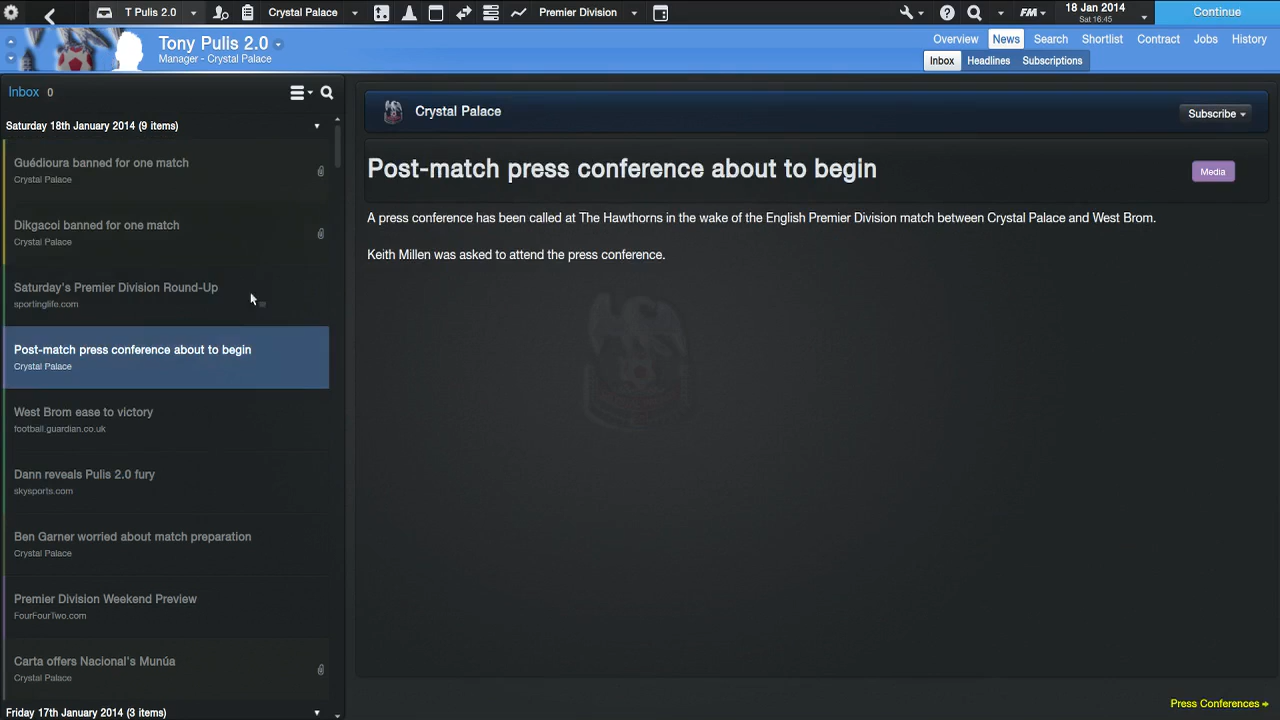 T Pulis 2.0
Crystal Palace
Premier Division
FM
18 Jan 2014
Sat 16:45
Continue
Tony Pulis 2.0
Manager - Crystal Palace
Overview
News
Search
Shortlist
Contract
Jobs
History
Inbox
Headlines
Subscriptions
Inbox 0
Saturday 18th January 2014 (9 items)
Guédioura banned for one match
Crystal Palace
Dikgacoi banned for one match
Crystal Palace
Saturday's Premier Division Round-Up
sportinglife.com
Post-match press conference about to begin
Crystal Palace
West Brom ease to victory
football.guardian.co.uk
Dann reveals Pulis 2.0 fury
skysports.com
Ben Garner worried about match preparation
Crystal Palace
Premier Division Weekend Preview
FourFourTwo.com
Carta offers Nacional's Munúa
Crystal Palace
Friday 17th January 2014 (3 items)
Crystal Palace
Subscribe
Post-match press conference about to begin
Media
A press conference has been called at The Hawthorns in the wake of the English Premier Division match between Crystal Palace and West Brom.
Keith Millen was asked to attend the press conference.
Press Conferences